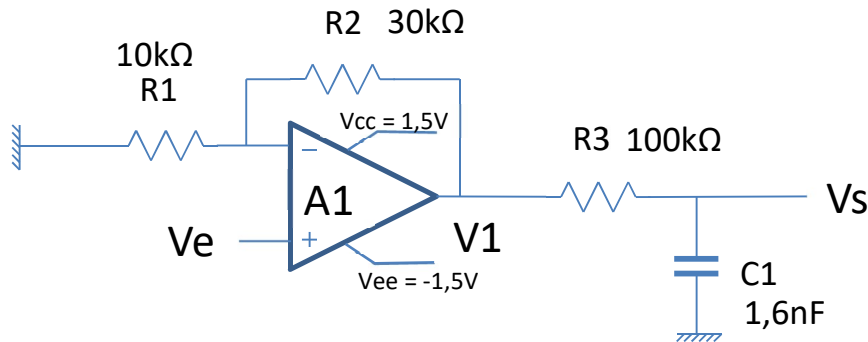 R2 30kΩ
10kΩ
R1
Vcc = 1,5V
−
R3 100kΩ
A1
Vs
Ve
+
V1
Vee = -1,5V
C1
1,6nF